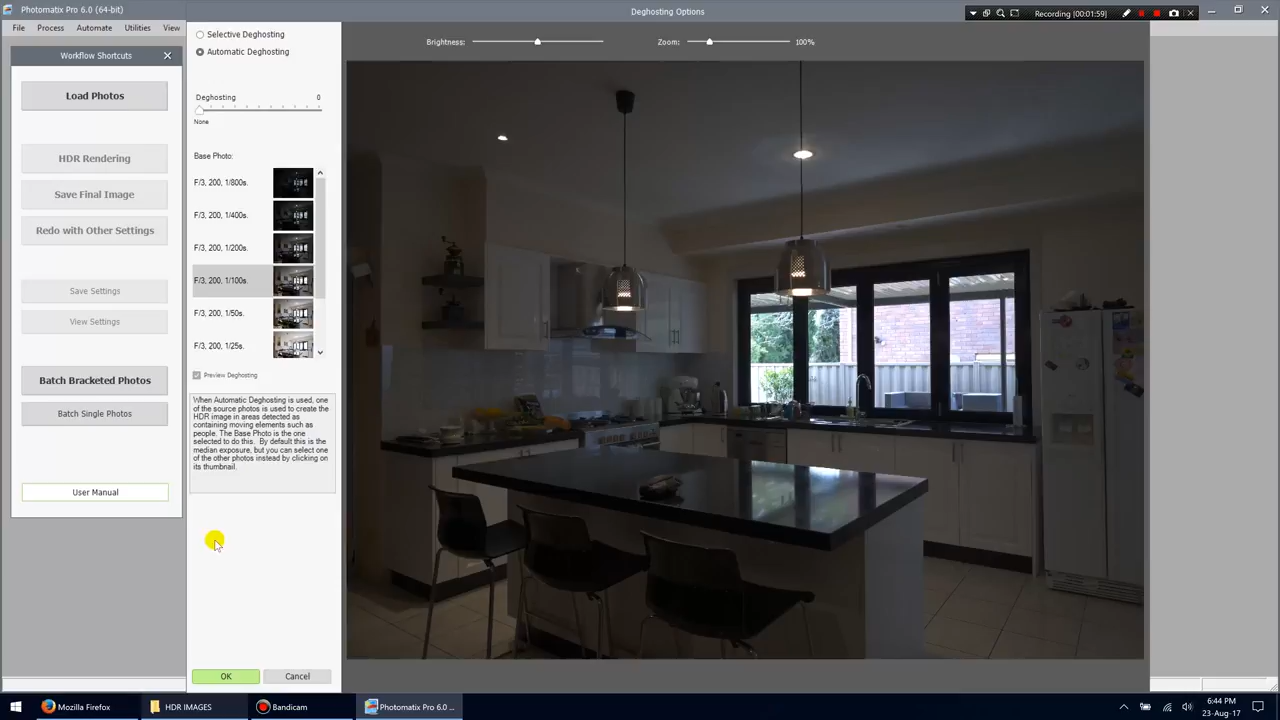 Photomatix Pro 6.0 (64-bit)
Deghosting Options
Recording [00:01:59]
File Process Automate Utilities View
Workflow Shortcuts
Load Photos
HDR Rendering
Save Final Image
Redo with Other Settings
Save Settings
View Settings
Batch Bracketed Photos
Batch Single Photos
User Manual
Selective Deghosting
Automatic Deghosting
Deghosting 0
None
Base Photo:
F/3, 200, 1/800s.
F/3, 200, 1/400s.
F/3, 200, 1/200s.
F/3, 200, 1/100s.
F/3, 200, 1/50s.
F/3, 200, 1/25s.
Preview Deghosting
When Automatic Deghosting is used, one
of the source photos is used to create the
HDR image in areas detected as
containing moving elements such as
people. The Base Photo is the one
selected to do this. By default this is the
median exposure, but you can select one
of the other photos instead by clicking on
its thumbnail.
OK Cancel
Brightness: Zoom: 100%
Mozilla Firefox
HDR IMAGES
Bandicam
Photomatix Pro 6.0 ...
6:44 PM
23-Aug-17